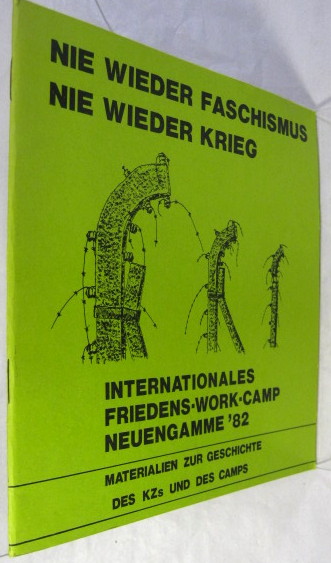 NIE WIEDER FASCHISMUS
NIE WIEDER KRIEG
INTERNATIONALES
FRIEDENS-WORK-CAMP
NEUENGAMME '82
MATERIALIEN ZUR GESCHICHTE
DES KZs UND DES CAMPS